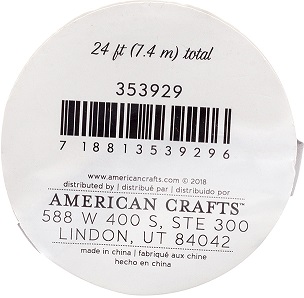 24 ft (7.4 m) total
353929
7 18813 53929 6
www.americancrafts.com © 2018
distributed by | distribué par | distribuido por
AMERICAN CRAFTS™
588 W 400 S, STE 300
LINDON, UT 84042
made in china | fabriqué aux chine
hecho en china